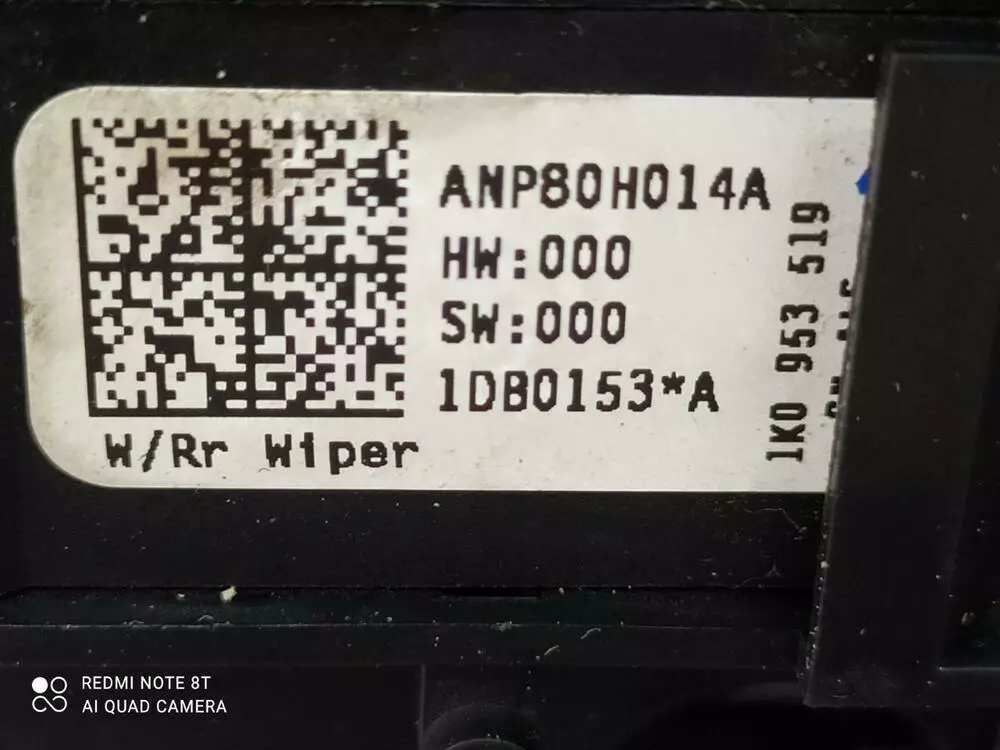 ANP80H014A
HW:000
SW:000
1DB0153*A
W/Rr Wiper
1K0 953 519
REDMI NOTE 8T
AI QUAD CAMERA